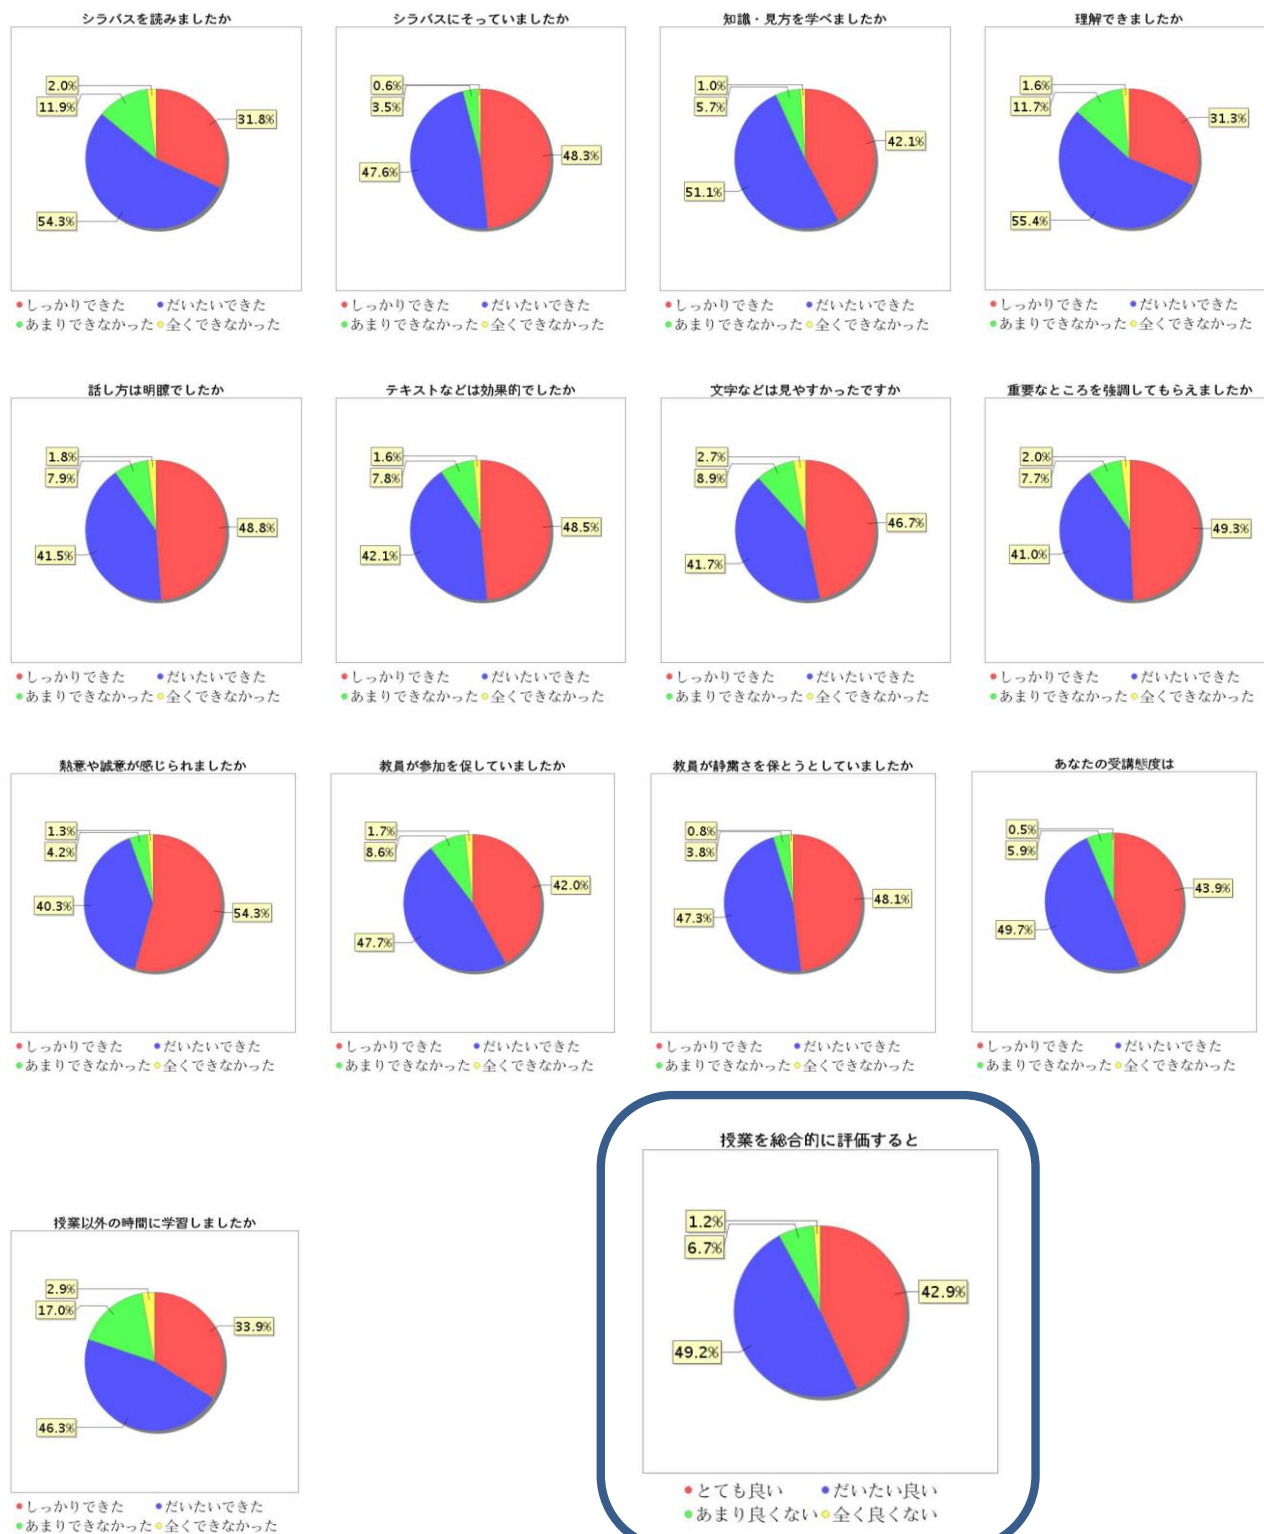 シラバスを読みましたか
2.0%
11.9%
31.8%
54.3%
しっかりできた だいたいできた
あまりできなかった 全くできなかった
シラバスにそっていましたか
0.6%
3.5%
48.3%
47.6%
しっかりできた だいたいできた
あまりできなかった 全くできなかった
知識・見方を学べましたか
1.0%
5.7%
42.1%
51.1%
しっかりできた だいたいできた
あまりできなかった 全くできなかった
理解できましたか
1.6%
11.7%
31.3%
55.4%
しっかりできた だいたいできた
あまりできなかった 全くできなかった
話し方は明瞭でしたか
1.8%
7.9%
48.8%
41.5%
しっかりできた だいたいできた
あまりできなかった 全くできなかった
テキストなどは効果的でしたか
1.6%
7.8%
48.5%
42.1%
しっかりできた だいたいできた
あまりできなかった 全くできなかった
文字などは見やすかったですか
2.7%
8.9%
46.7%
41.7%
しっかりできた だいたいできた
あまりできなかった 全くできなかった
重要なところを強調してもらえましたか
2.0%
7.7%
49.3%
41.0%
しっかりできた だいたいできた
あまりできなかった 全くできなかった
熱意や誠意が感じられましたか
1.3%
4.2%
40.3%
54.3%
しっかりできた だいたいできた
あまりできなかった 全くできなかった
教員が参加を促していましたか
1.7%
8.6%
42.0%
47.7%
しっかりできた だいたいできた
あまりできなかった 全くできなかった
教員が静粛さを保とうとしていましたか
0.8%
3.8%
48.1%
47.3%
しっかりできた だいたいできた
あまりできなかった 全くできなかった
あなたの受講態度は
0.5%
5.9%
43.9%
49.7%
しっかりできた だいたいできた
あまりできなかった 全くできなかった
授業以外の時間に学習しましたか
2.9%
17.0%
33.9%
46.3%
しっかりできた だいたいできた
あまりできなかった 全くできなかった
授業を総合的に評価すると
1.2%
6.7%
42.9%
49.2%
とても良い だいたい良い
あまり良くない 全く良くない